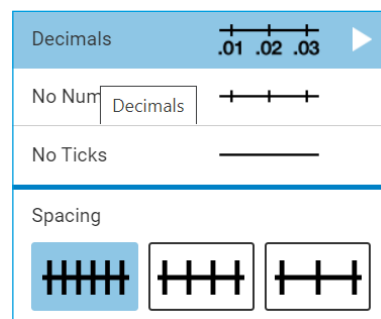 Decimals
.01 .02 .03
No Num
Decimals
No Ticks
Spacing